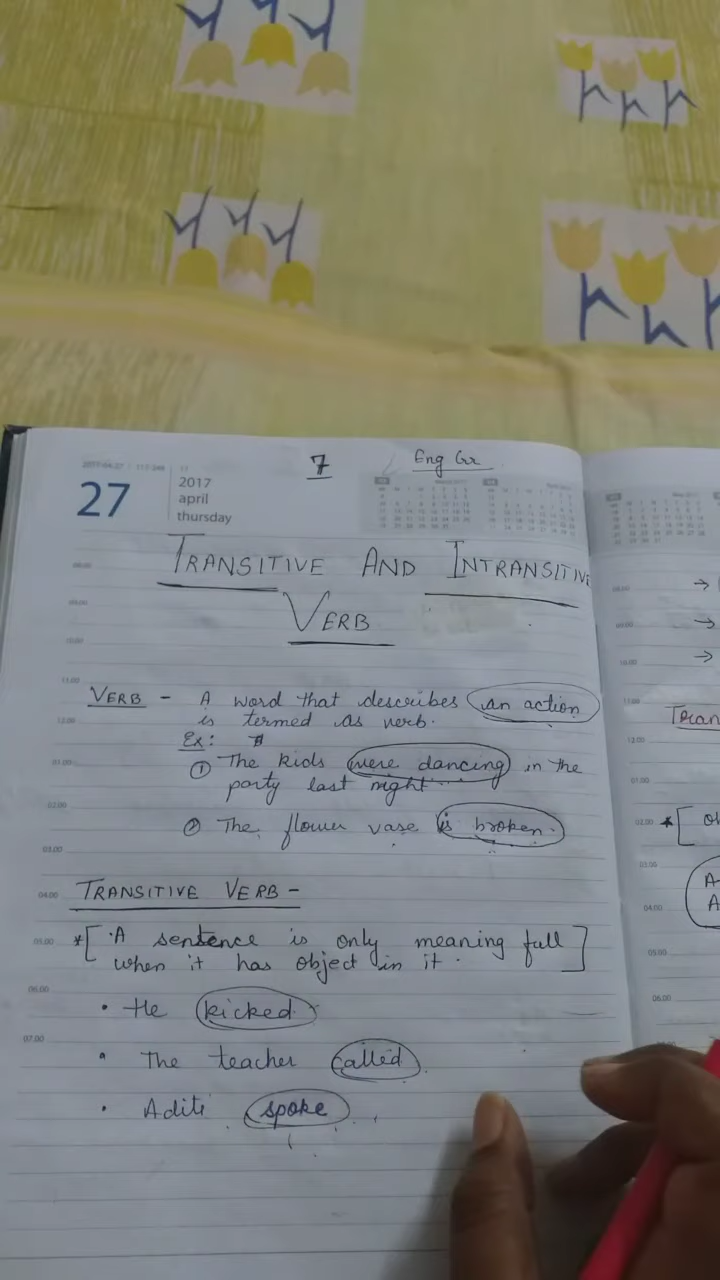 7
Eng Gr
27
2017
april
thursday
TRANSITIVE AND INTRANSITIVE
VERB
VERB - A word that describes an action
is termed as verb.
Ex:
① The kids were dancing in the
party last night
② The flower vase is broken.
TRANSITIVE VERB -
*[ · A sentence is only meaning full ]
when it has object in it.
• He kicked
• The teacher called
• Aditi spoke